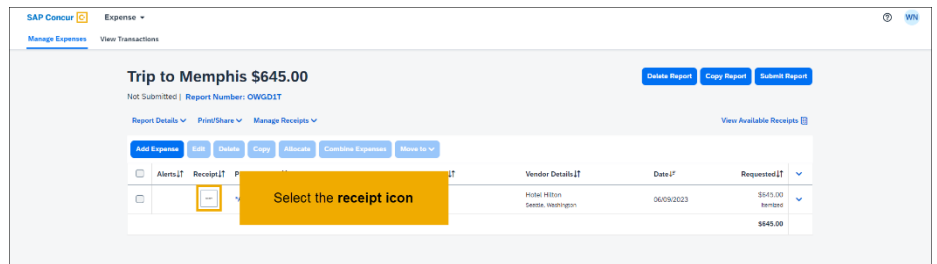 SAP Concur C Expense
WN
Manage Expenses View Transactions
Trip to Memphis $645.00
Delete Report Copy Report Submit Report
Not Submitted | Report Number: OWGD1T
Report Details Print/Share Manage Receipts
View Available Receipts
Add Expense Edit Delete Copy Allocate Combine Expenses Move to
Alerts Receipt Vendor Details Date Requested
Select the receipt icon
Hotel Hilton
Seattle, Washington
06/09/2023
$645.00
Itemized
$645.00